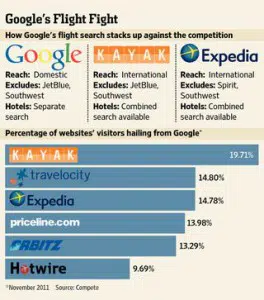 Google's Flight Fight
How Google's flight search stacks up against the competition
Google KAYAK Expedia
Reach: Domestic
Excludes: JetBlue,
Southwest
Hotels: Separate
search
Reach: International
Excludes: JetBlue,
Southwest
Hotels: Combined
search available
Reach: International
Excludes: Spirit,
Southwest
Hotels: Combined
search available
Percentage of websites' visitors hailing from Google*
KAYAK 19.71%
travelocity 14.80%
Expedia 14.78%
priceline.com 13.98%
ORBITZ 13.29%
Hotwire 9.69%
*November 2011 Source: Compete